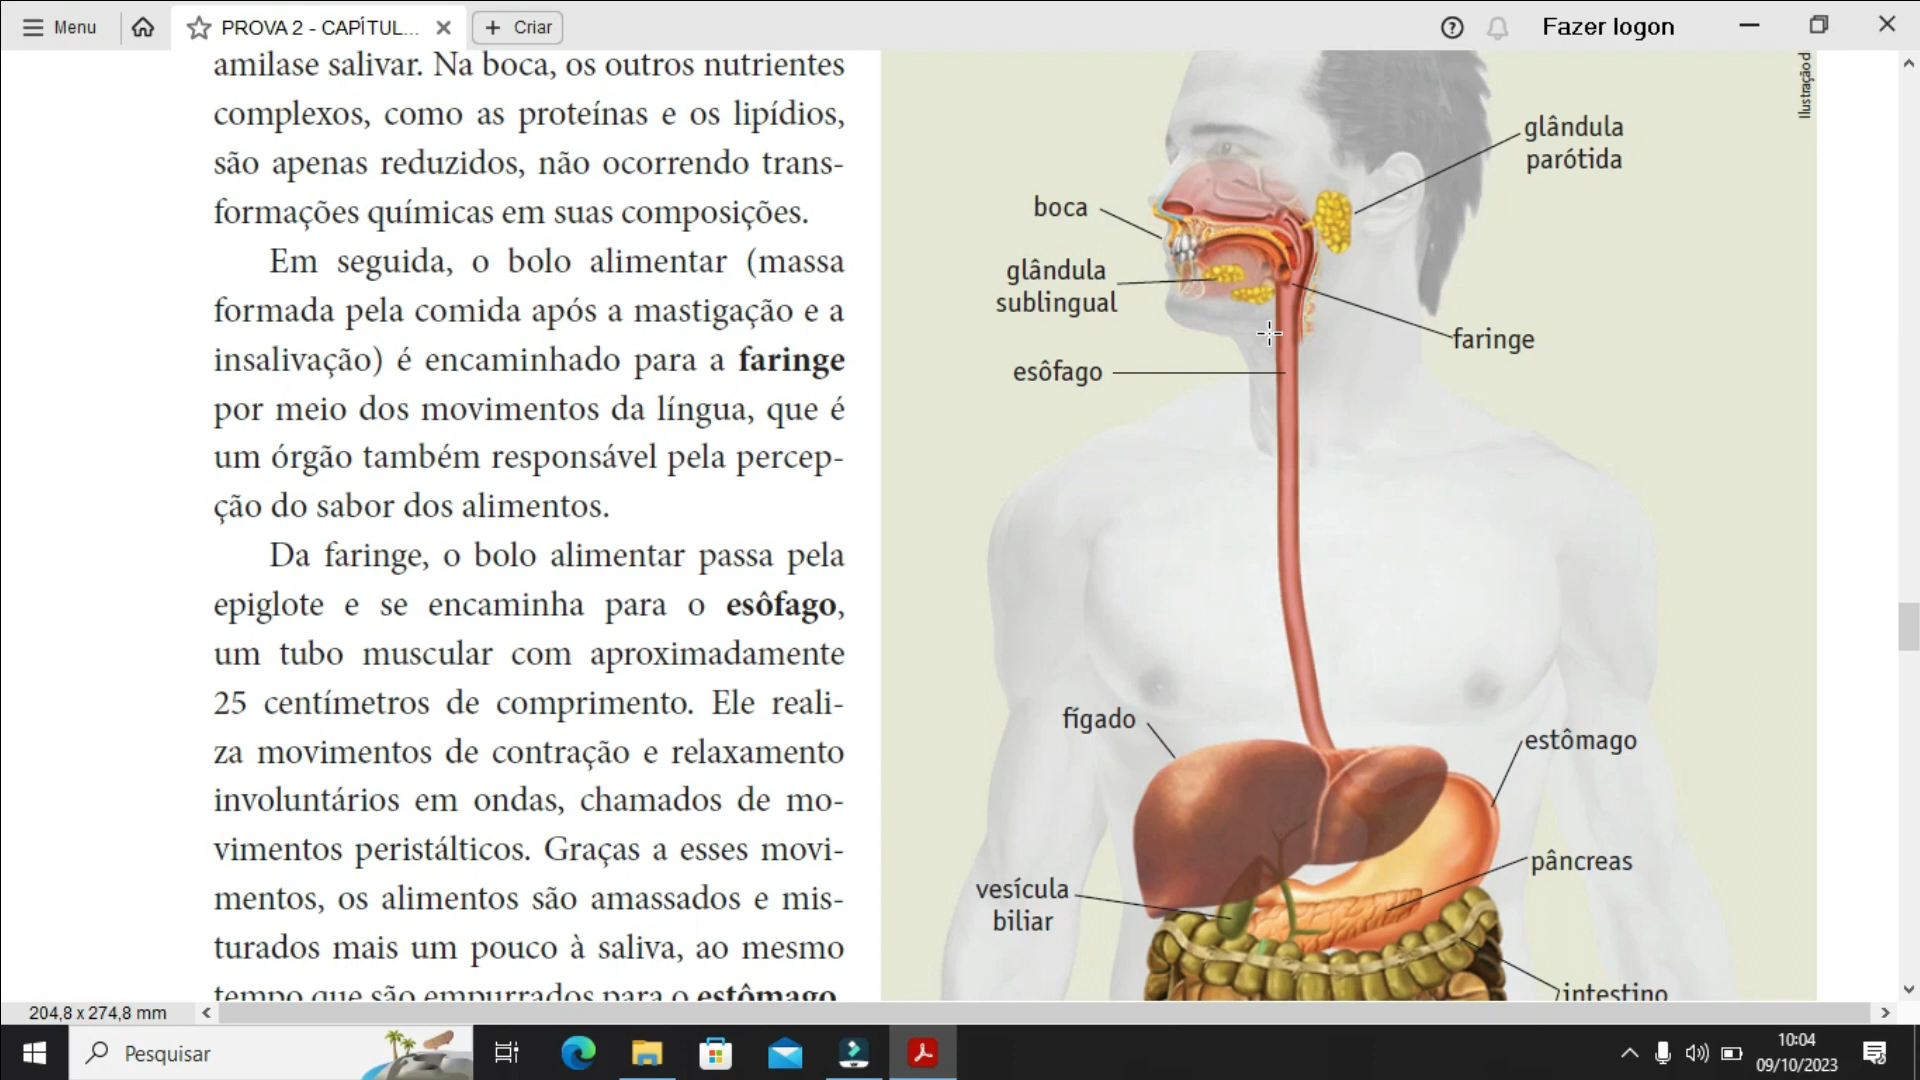 Menu
PROVA 2 - CAPÍTUL...
Criar
Fazer logon
amilase salivar. Na boca, os outros nutrientes
complexos, como as proteínas e os lipídios,
são apenas reduzidos, não ocorrendo trans-
formações químicas em suas composições.
Em seguida, o bolo alimentar (massa
formada pela comida após a mastigação e a
insalivação) é encaminhado para a faringe
por meio dos movimentos da língua, que é
um órgão também responsável pela percep-
ção do sabor dos alimentos.
Da faringe, o bolo alimentar passa pela
epiglote e se encaminha para o esôfago,
um tubo muscular com aproximadamente
25 centímetros de comprimento. Ele reali-
za movimentos de contração e relaxamento
involuntários em ondas, chamados de mo-
vimentos peristálticos. Graças a esses movi-
mentos, os alimentos são amassados e mis-
turados mais um pouco à saliva, ao mesmo
tempo que são empurrados para o estômago.
Ilustração d
glândula
parótida
boca
glândula
sublingual
faringe
esôfago
fígado
estômago
pâncreas
vesícula
biliar
intestino
204,8 x 274,8 mm
Pesquisar
10:04
09/10/2023